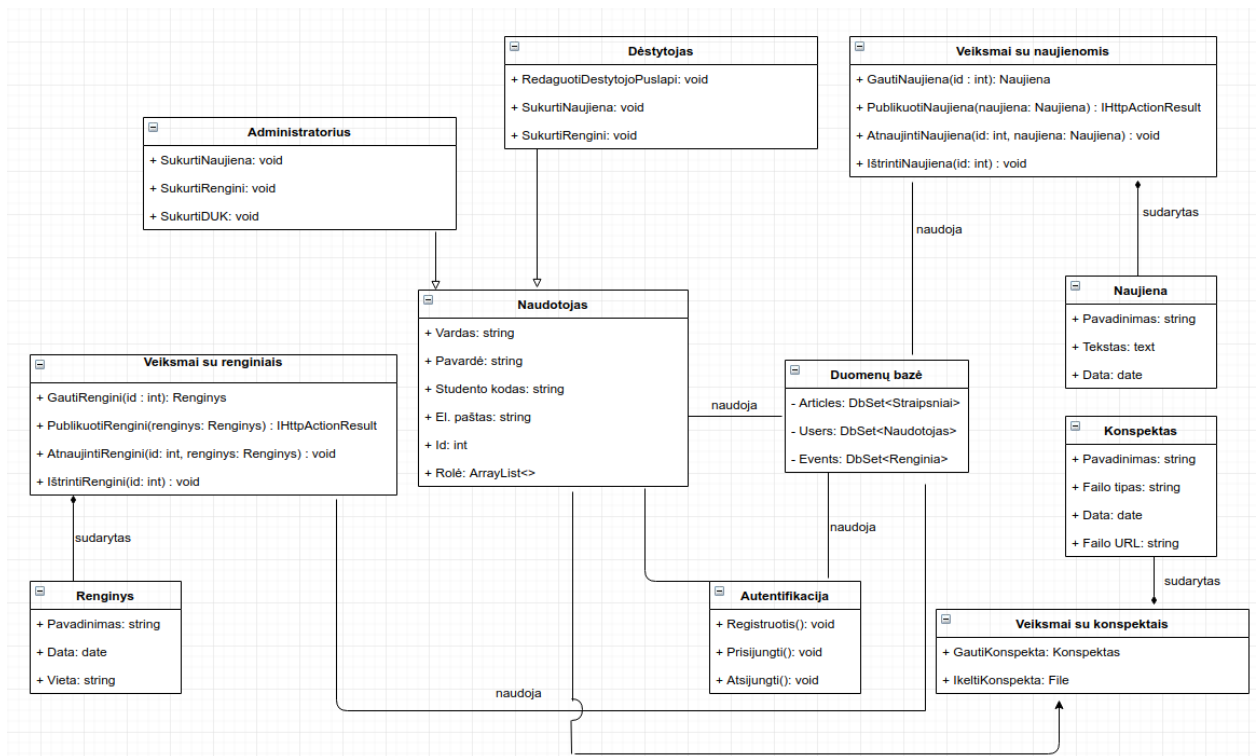 Dėstytojas
+ RedaguotiDestytojoPuslapi: void
+ SukurtiNaujiena: void
+ SukurtiRengini: void
Veiksmai su naujienomis
+ GautiNaujiena(id : int): Naujiena
+ PublikuotiNaujiena(naujiena: Naujiena) : IHttpActionResult
+ AtnaujintiNaujiena(id: int, naujiena: Naujiena) : void
+ IštrintiNaujiena(id: int) : void
Administratorius
+ SukurtiNaujiena: void
+ SukurtiRengini: void
+ SukurtiDUK: void
sudarytas
naudoja
Naudotojas
+ Vardas: string
+ Pavardė: string
+ Studento kodas: string
+ El. paštas: string
+ Id: int
+ Rolė: ArrayList<>
Naujiena
+ Pavadinimas: string
+ Tekstas: text
+ Data: date
Veiksmai su renginiais
+ GautiRengini(id : int): Renginys
+ PublikuotiRengini(renginys: Renginys) : IHttpActionResult
+ AtnaujintiRengini(id: int, renginys: Renginys) : void
+ IštrintiRengini(id: int) : void
naudoja
Duomenų bazė
- Articles: DbSet<Straipsniai>
- Users: DbSet<Naudotojas>
- Events: DbSet<Renginia>
Konspektas
+ Pavadinimas: string
+ Failo tipas: string
+ Data: date
+ Failo URL: string
sudarytas
naudoja
sudarytas
Renginys
+ Pavadinimas: string
+ Data: date
+ Vieta: string
Autentifikacija
+ Registruotis(): void
+ Prisijungti(): void
+ Atsijungti(): void
Veiksmai su konspektais
+ GautiKonspekta: Konspektas
+ IkeltiKonspekta: File
naudoja